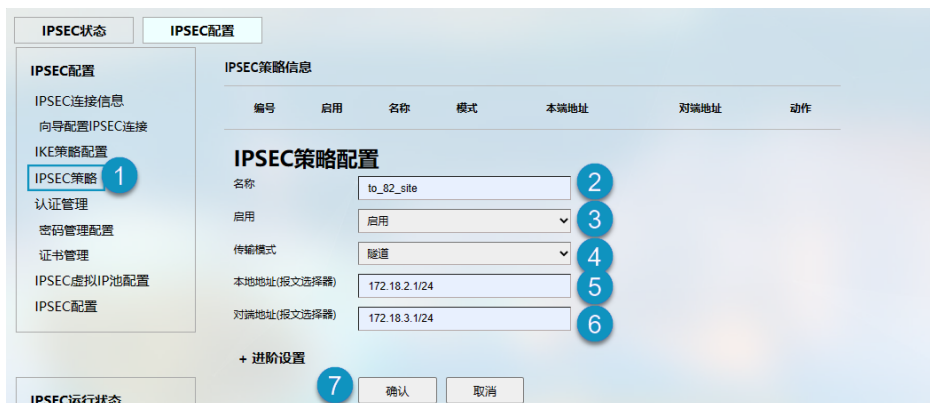 IPSEC状态 IPSEC配置
IPSEC配置
IPSEC连接信息
向导配置IPSEC连接
IKE策略配置
IPSEC策略 1
认证管理
密码管理配置
证书管理
IPSEC虚拟IP池配置
IPSEC配置
IPSEC运行状态
IPSEC策略信息
编号 启用 名称 模式 本端地址 对端地址 动作
IPSEC策略配置
名称 to_82_site 2
启用 启用 3
传输模式 隧道 4
本地地址(报文选择器) 172.18.2.1/24 5
对端地址(报文选择器) 172.18.3.1/24 6
+ 进阶设置
7 确认 取消